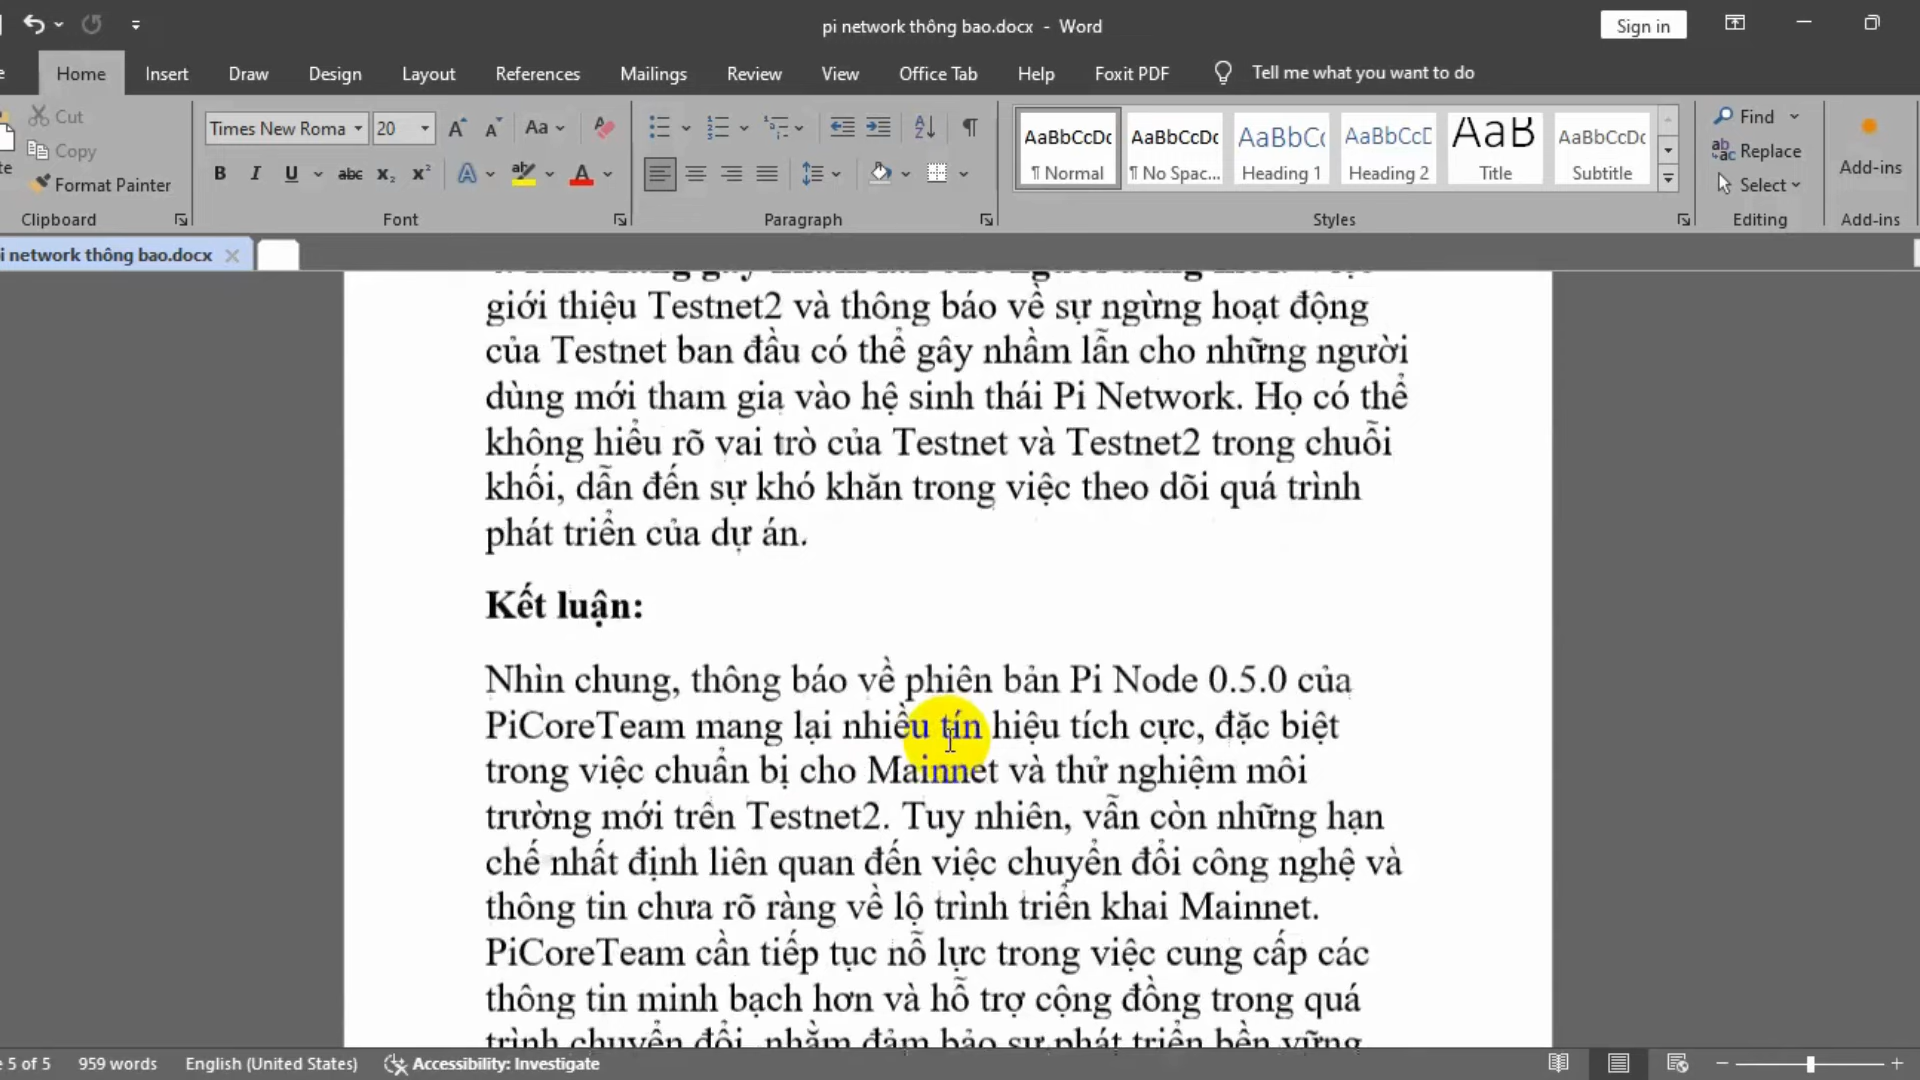 pi network thông bao.docx - Word
Sign in
Home Insert Draw Design Layout References Mailings Review View Office Tab Help Foxit PDF Tell me what you want to do
Cut
Copy
Format Painter
Clipboard
Times New Roma 20
Font
Paragraph
AaBbCcDc AaBbCcDc AaBbC( AaBbCcD AaB AaBbCcDc
¶ Normal ¶ No Spac... Heading 1 Heading 2 Title Subtitle
Styles
Find
Replace
Select
Editing
Add-ins
Add-ins
i network thông bao.docx
giới thiệu Testnet2 và thông báo về sự ngừng hoạt động
của Testnet ban đầu có thể gây nhầm lẫn cho những người
dùng mới tham gia vào hệ sinh thái Pi Network. Họ có thể
không hiểu rõ vai trò của Testnet và Testnet2 trong chuỗi
khối, dẫn đến sự khó khăn trong việc theo dõi quá trình
phát triển của dự án.
Kết luận:
Nhìn chung, thông báo về phiên bản Pi Node 0.5.0 của
PiCoreTeam mang lại nhiều tín hiệu tích cực, đặc biệt
trong việc chuẩn bị cho Mainnet và thử nghiệm môi
trường mới trên Testnet2. Tuy nhiên, vẫn còn những hạn
chế nhất định liên quan đến việc chuyển đổi công nghệ và
thông tin chưa rõ ràng về lộ trình triển khai Mainnet.
PiCoreTeam cần tiếp tục nỗ lực trong việc cung cấp các
thông tin minh bạch hơn và hỗ trợ cộng đồng trong quá
trình chuyển đổi, nhằm đảm bảo sự phát triển bền vững
5 of 5 959 words English (United States) Accessibility: Investigate